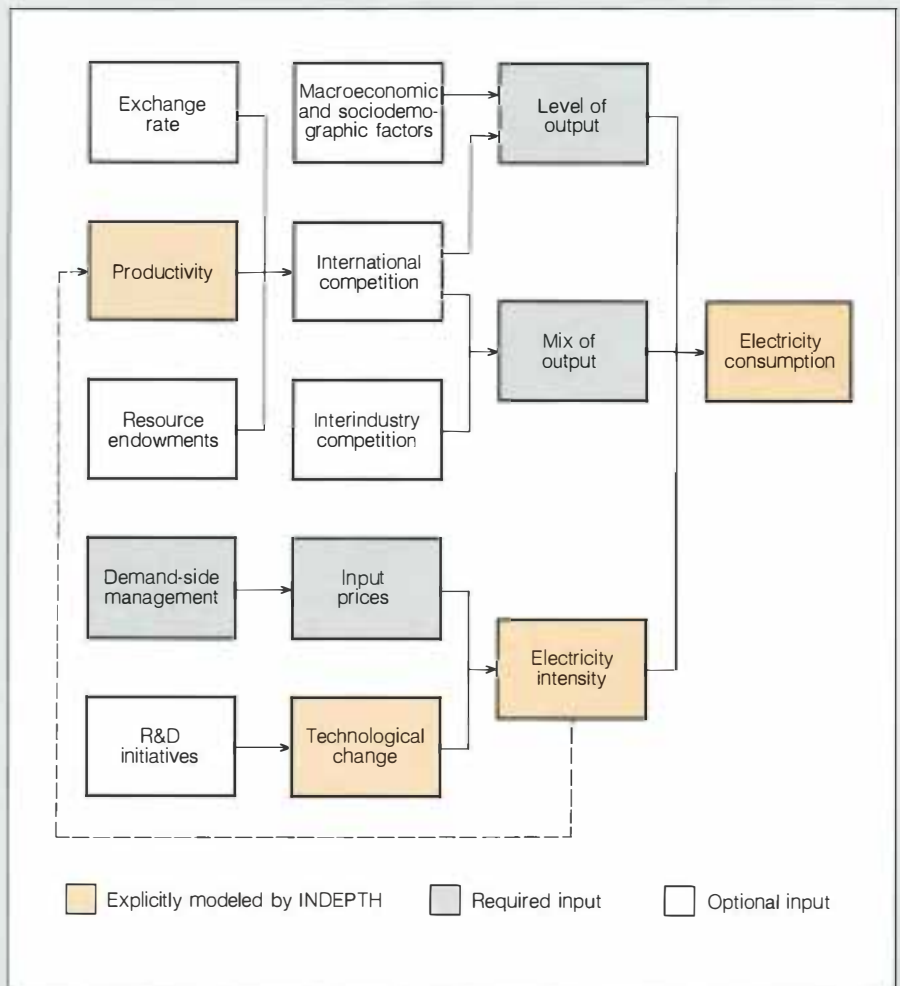 Exchange
rate
Macroeconomic
and sociodemo-
graphic factors
Level of
output
Productivity
International
competition
Mix of
output
Electricity
consumption
Resource
endowments
Interindustry
competition
Demand-side
management
Input
prices
Electricity
intensity
R&D
initiatives
Technological
change
Explicitly modeled by INDEPTH
Required input
Optional input